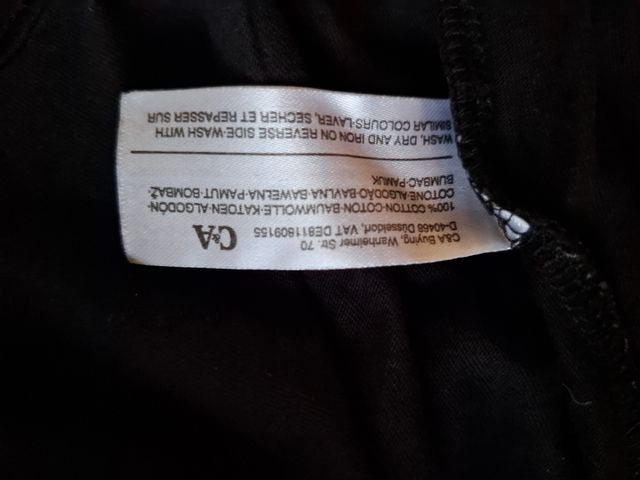 C&A
C&A Buying, Wanheimer Str. 70
D-40468 Düsseldorf, VAT DE811809155
100% COTTON-COTON-BAUMWOLLE-KATOEN-ALGODÓN-
COTONE-ALGODÃO-BAVLNA-BAWEŁNA-PAMUT-BOMBAŽ
BUMBAC-PAMUK
WASH, DRY AND IRON ON REVERSE SIDE-WASH WITH
SIMILAR COLOURS-LAVER, SECHER ET REPASSER SUR